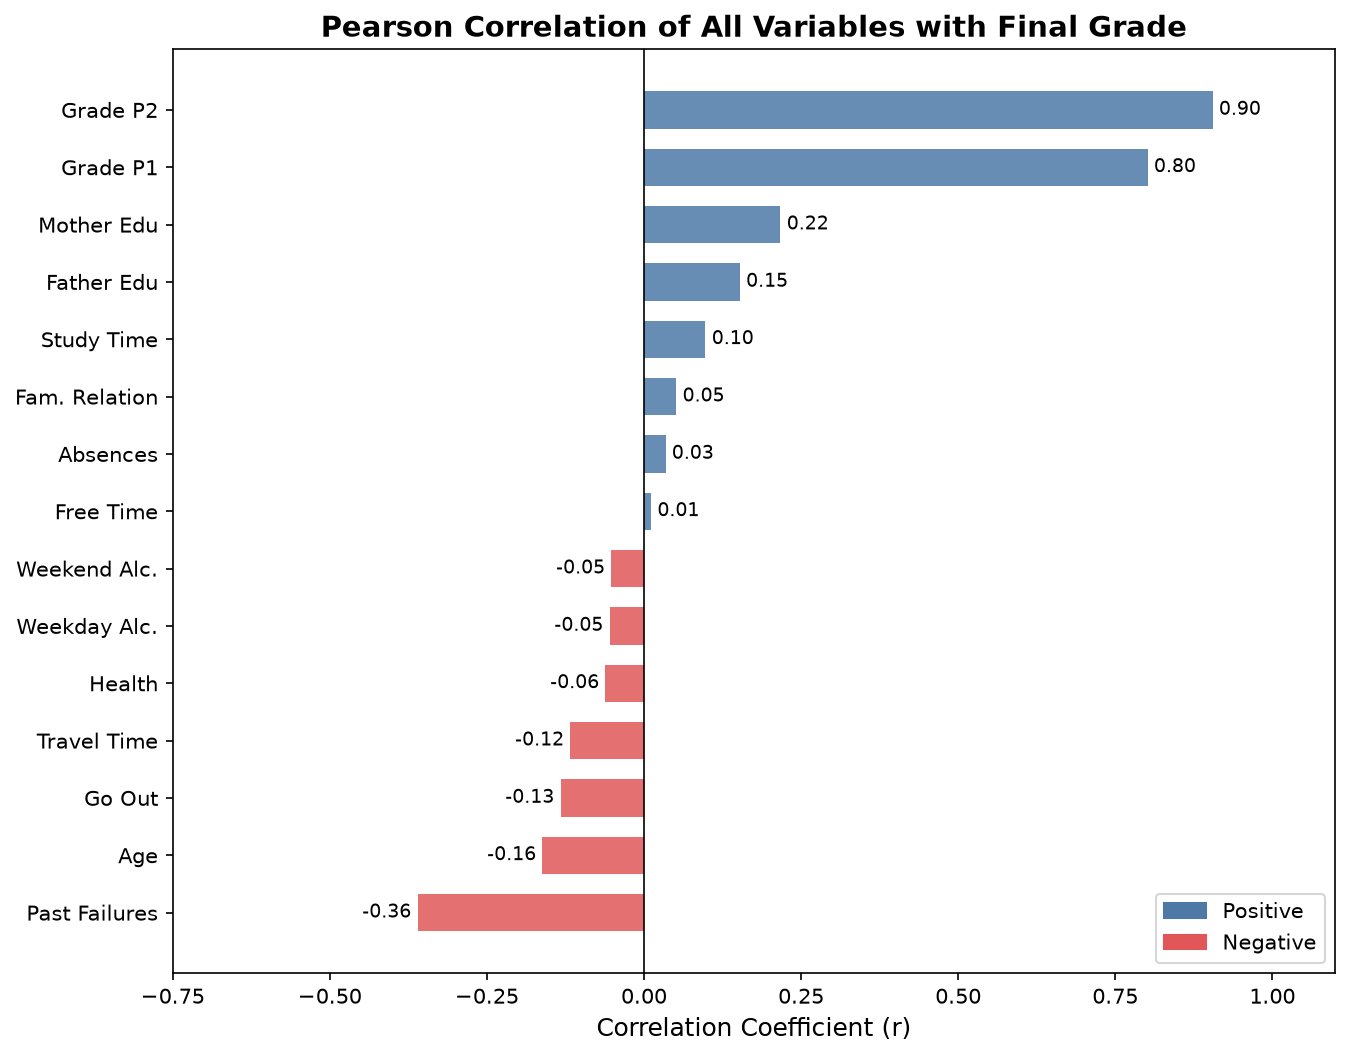 Pearson Correlation of All Variables with Final Grade
Grade P2 0.90
Grade P1 0.80
Mother Edu 0.22
Father Edu 0.15
Study Time 0.10
Fam. Relation 0.05
Absences 0.03
Free Time 0.01
Weekend Alc. -0.05
Weekday Alc. -0.05
Health -0.06
Travel Time -0.12
Go Out -0.13
Age -0.16
Past Failures -0.36
Positive
Negative
−0.75 −0.50 −0.25 0.00 0.25 0.50 0.75 1.00
Correlation Coefficient (r)